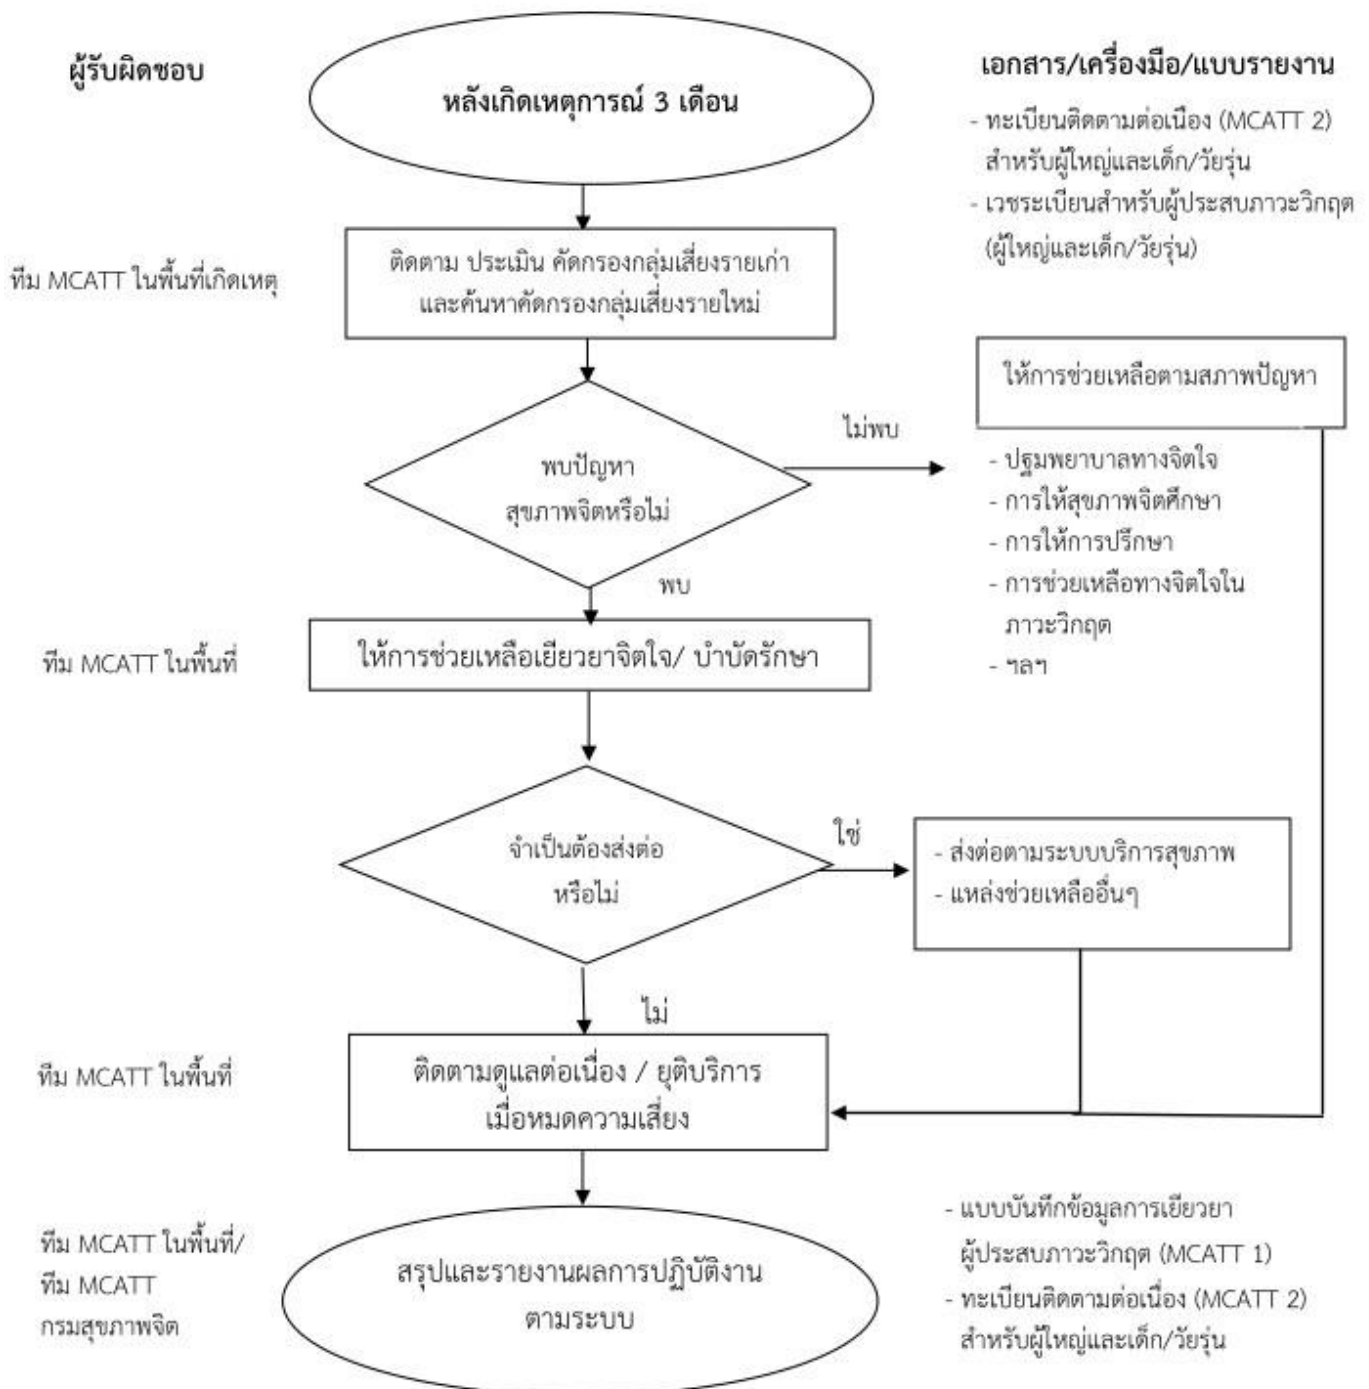 ผู้รับผิดชอบ
หลังเกิดเหตุการณ์ 3 เดือน
เอกสาร/เครื่องมือ/แบบรายงาน
- ทะเบียนติดตามต่อเนื่อง (MCATT 2)
สำหรับผู้ใหญ่และเด็ก/วัยรุ่น
- เวชระเบียนสำหรับผู้ประสบภาวะวิกฤต
(ผู้ใหญ่และเด็ก/วัยรุ่น)
ทีม MCATT ในพื้นที่เกิดเหตุ
ติดตาม ประเมิน คัดกรองกลุ่มเสี่ยงรายเก่า
และค้นหาคัดกรองกลุ่มเสี่ยงรายใหม่
พบปัญหา
สุขภาพจิตหรือไม่
ไม่พบ
ให้การช่วยเหลือตามสภาพปัญหา
- ปฐมพยาบาลทางจิตใจ
- การให้สุขภาพจิตศึกษา
- การให้การปรึกษา
- การช่วยเหลือทางจิตใจใน
ภาวะวิกฤต
- ฯลฯ
พบ
ทีม MCATT ในพื้นที่
ให้การช่วยเหลือเยียวยาจิตใจ/ บำบัดรักษา
จำเป็นต้องส่งต่อ
หรือไม่
ใช่
- ส่งต่อตามระบบบริการสุขภาพ
- แหล่งช่วยเหลืออื่นๆ
ไม่
ทีม MCATT ในพื้นที่
ติดตามดูแลต่อเนื่อง / ยุติบริการ
เมื่อหมดความเสี่ยง
ทีม MCATT ในพื้นที่/
ทีม MCATT
กรมสุขภาพจิต
สรุปและรายงานผลการปฏิบัติงาน
ตามระบบ
- แบบบันทึกข้อมูลการเยียวยา
ผู้ประสบภาวะวิกฤต (MCATT 1)
- ทะเบียนติดตามต่อเนื่อง (MCATT 2)
สำหรับผู้ใหญ่และเด็ก/วัยรุ่น